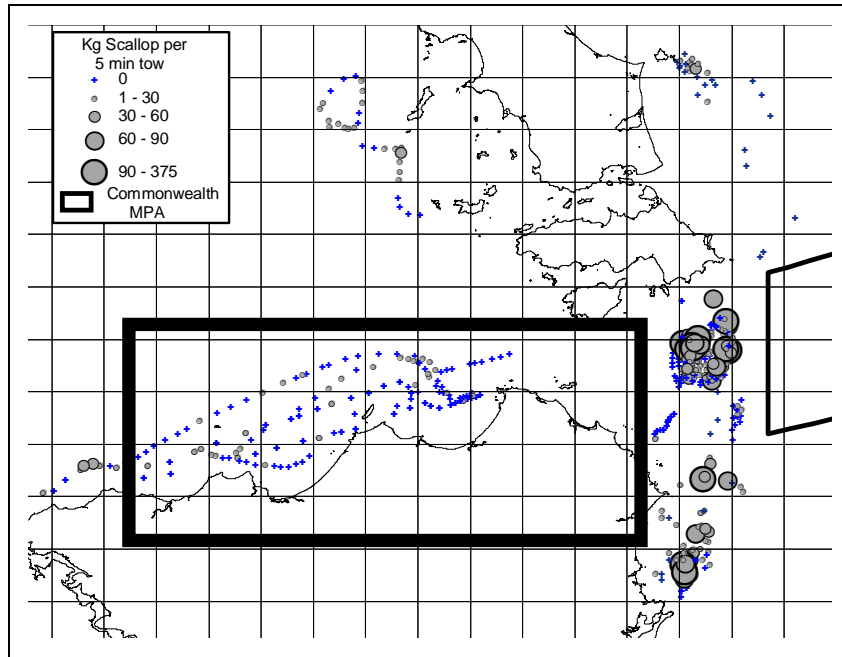 Kg Scallop per
5 min tow
0
1 - 30
30 - 60
60 - 90
90 - 375
Commonwealth
MPA